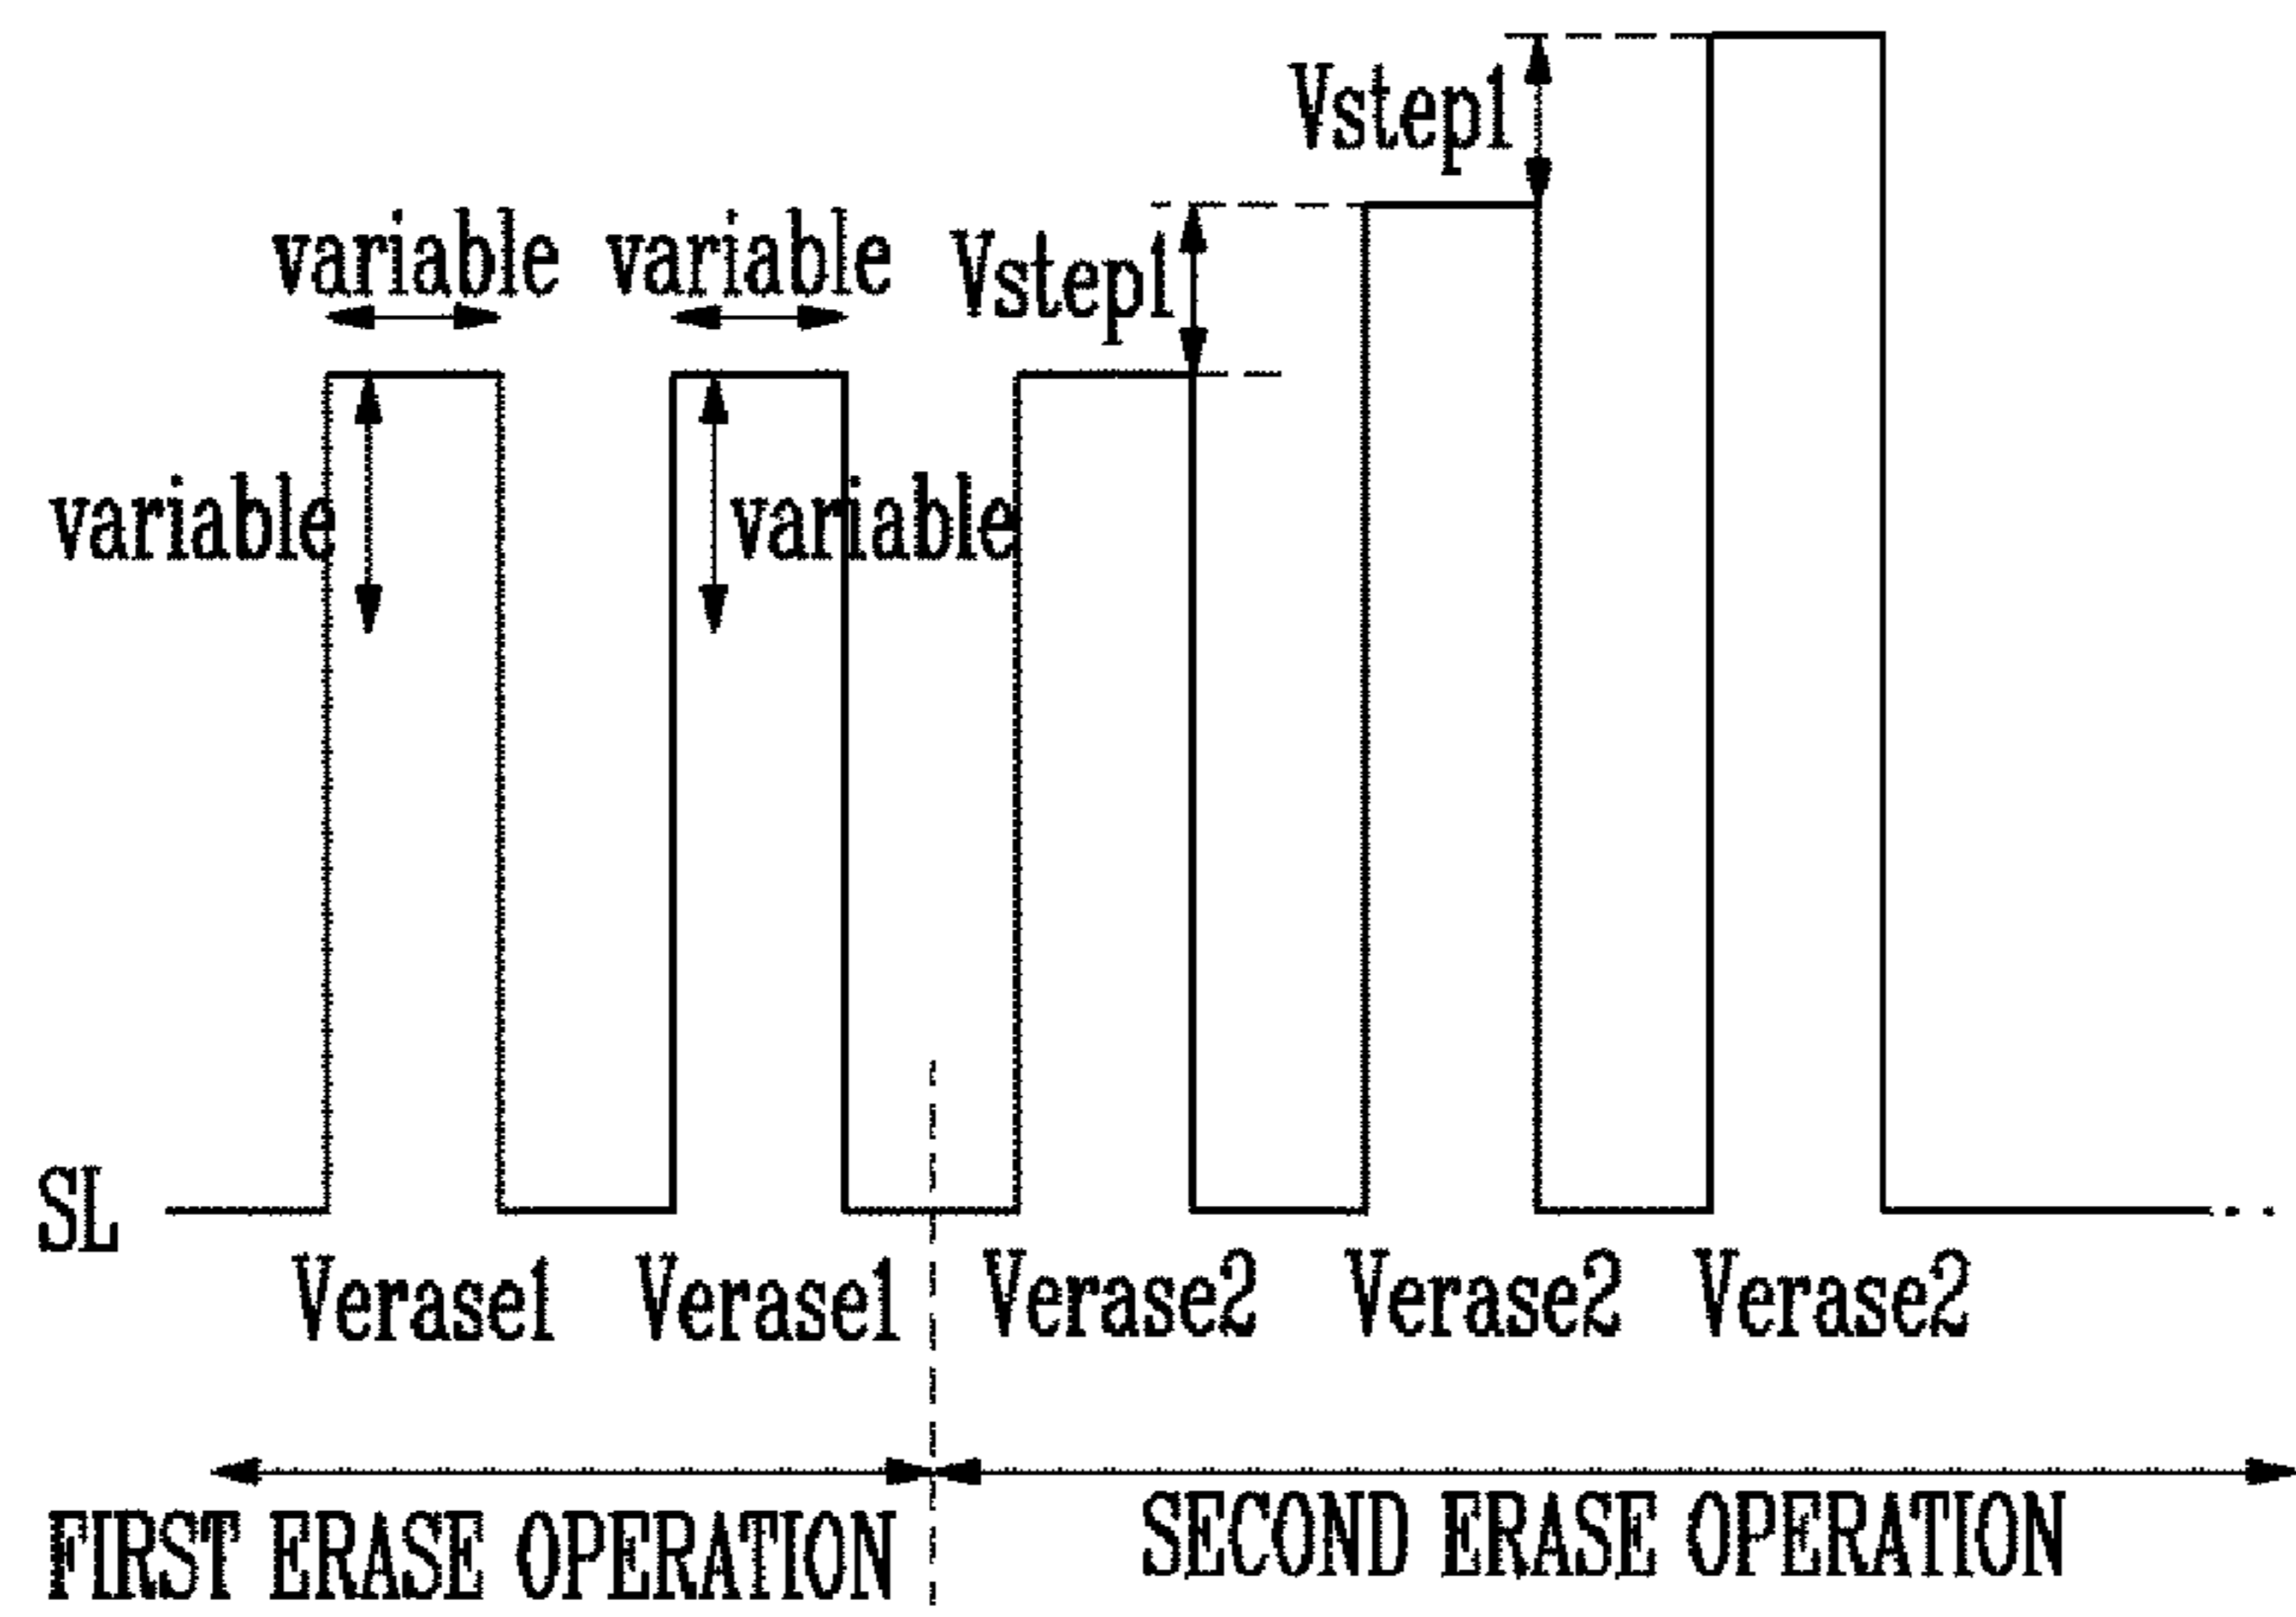 Vstep1
variable variable Vstep1
variable variable
SL
Verase1 Verase1 Verase2 Verase2 Verase2
FIRST ERASE OPERATION SECOND ERASE OPERATION